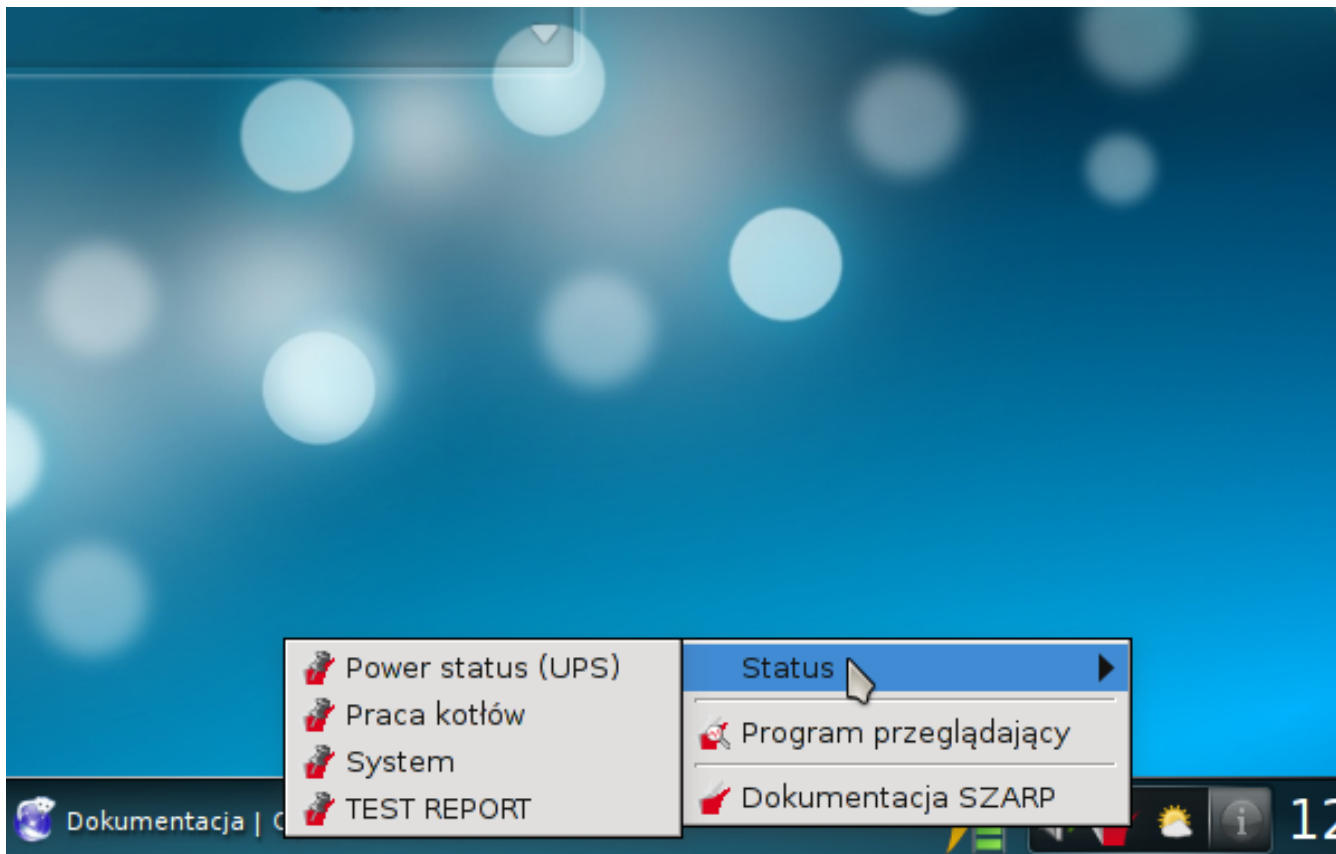 Power status (UPS)
Praca kotłów
System
TEST REPORT
Status
Program przeglądający
Dokumentacja SZARP
Dokumentacja |
12